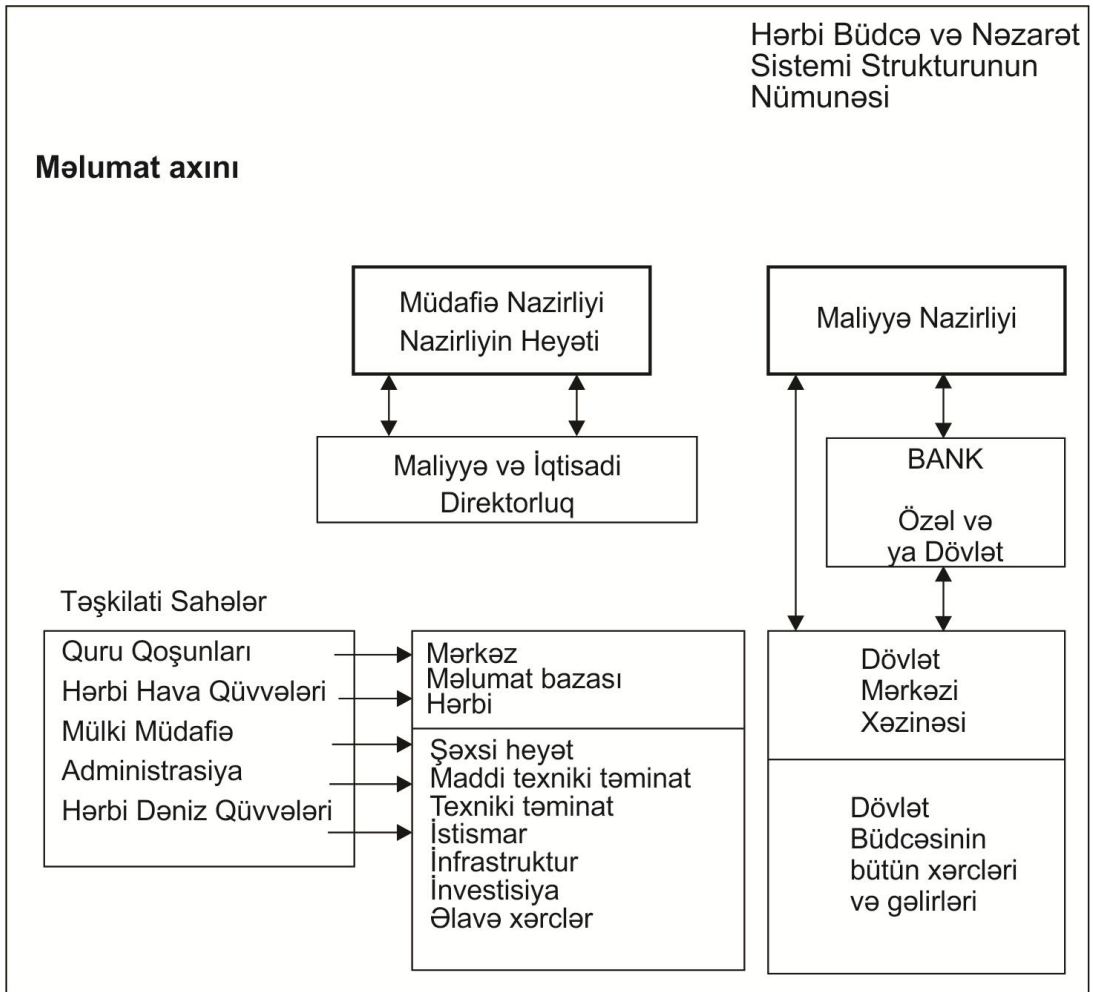 Hərbi Büdcə və Nəzarət
Sistemi Strukturunun
Nümunəsi
Məlumat axını
Müdafiə Nazirliyi
Nazirliyin Heyəti
Maliyyə Nazirliyi
Maliyyə və İqtisadi
Direktorluq
BANK
Özəl və
ya Dövlət
Təşkilati Sahələr
Quru Qoşunları
Hərbi Hava Qüvvələri
Mülki Müdafiə
Administrasiya
Hərbi Dəniz Qüvvələri
Mərkəz
Məlumat bazası
Hərbi
Şəxsi heyət
Maddi texniki təminat
Texniki təminat
İstismar
İnfrastruktur
İnvestisiya
Əlavə xərclər
Dövlət
Mərkəzi
Xəzinəsi
Dövlət
Büdcəsinin
bütün xərcləri
və gəlirləri